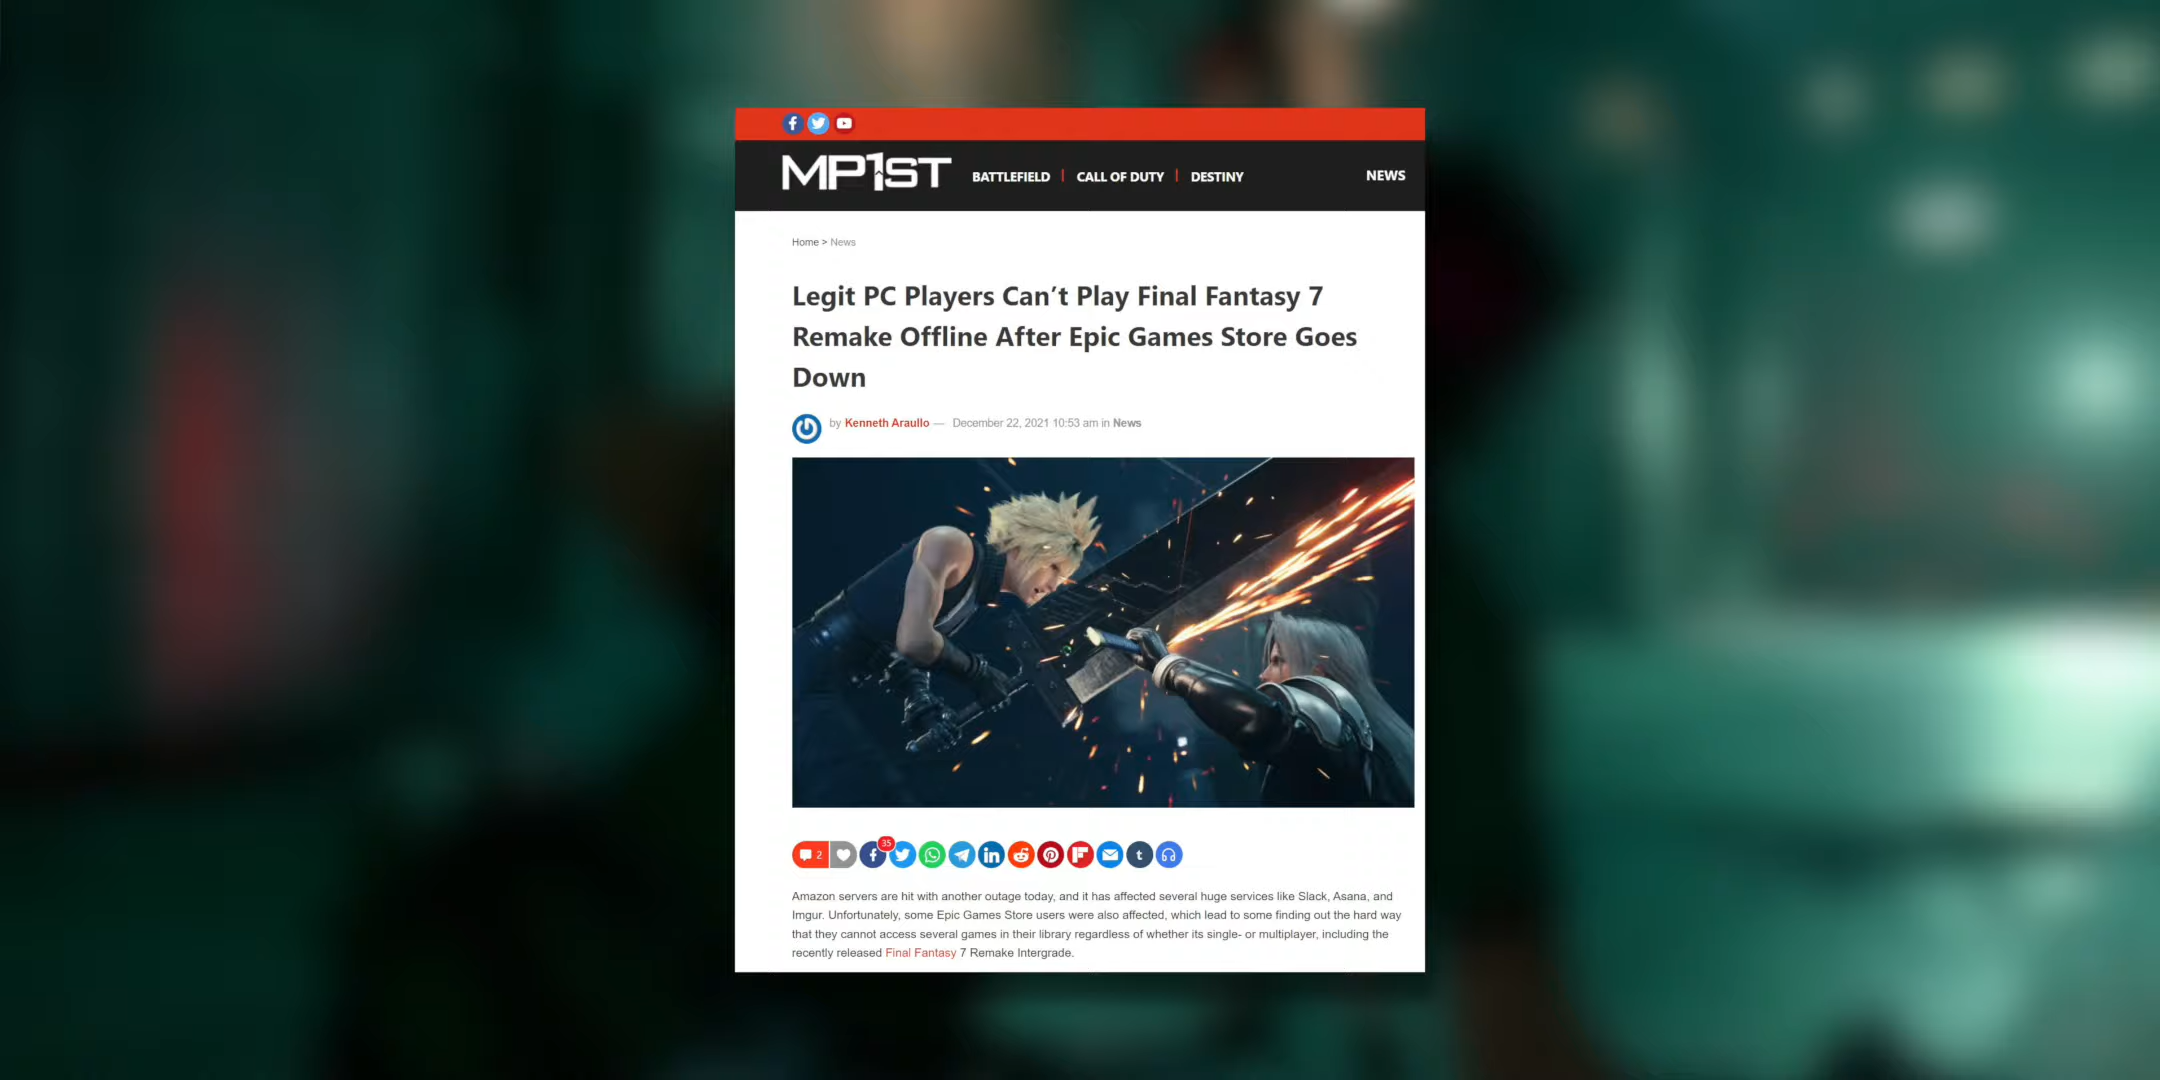 MP1ST
BATTLEFIELD | CALL OF DUTY | DESTINY
NEWS
Home > News
Legit PC Players Can’t Play Final Fantasy 7
Remake Offline After Epic Games Store Goes
Down
by Kenneth Araullo — December 22, 2021 10:53 am in News
2
35
Amazon servers are hit with another outage today, and it has affected several huge services like Slack, Asana, and
Imgur. Unfortunately, some Epic Games Store users were also affected, which lead to some finding out the hard way
that they cannot access several games in their library regardless of whether its single- or multiplayer, including the
recently released Final Fantasy 7 Remake Intergrade.